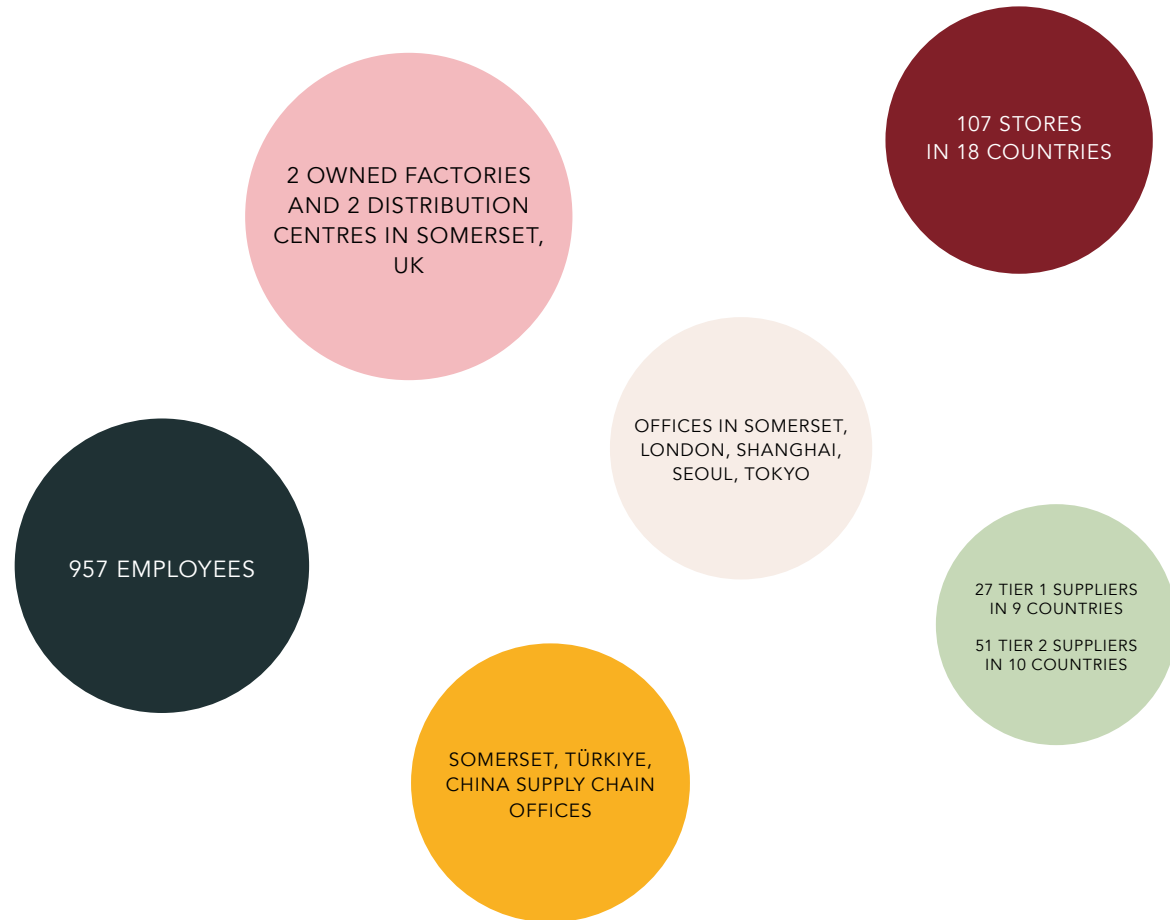 107 STORES
IN 18 COUNTRIES
2 OWNED FACTORIES
AND 2 DISTRIBUTION
CENTRES IN SOMERSET,
UK
OFFICES IN SOMERSET,
LONDON, SHANGHAI,
SEOUL, TOKYO
957 EMPLOYEES
27 TIER 1 SUPPLIERS
IN 9 COUNTRIES
51 TIER 2 SUPPLIERS
IN 10 COUNTRIES
SOMERSET, TÜRKIYE,
CHINA SUPPLY CHAIN
OFFICES